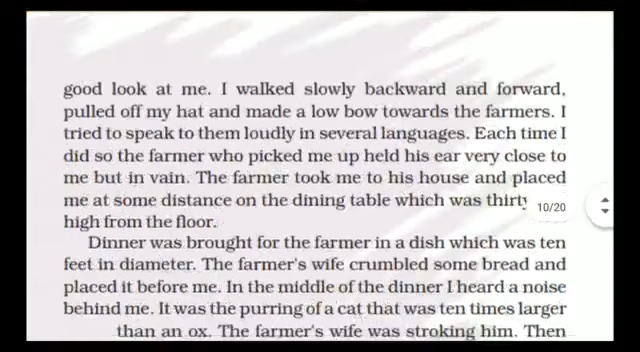 good look at me. I walked slowly backward and forward,
pulled off my hat and made a low bow towards the farmers. I
tried to speak to them loudly in several languages. Each time I
did so the farmer who picked me up held his ear very close to
me but in vain. The farmer took me to his house and placed
me at some distance on the dining table which was thirty
10/20
high from the floor.
Dinner was brought for the farmer in a dish which was ten
feet in diameter. The farmer's wife crumbled some bread and
placed it before me. In the middle of the dinner I heard a noise
behind me. It was the purring of a cat that was ten times larger
than an ox. The farmer's wife was stroking him. Then